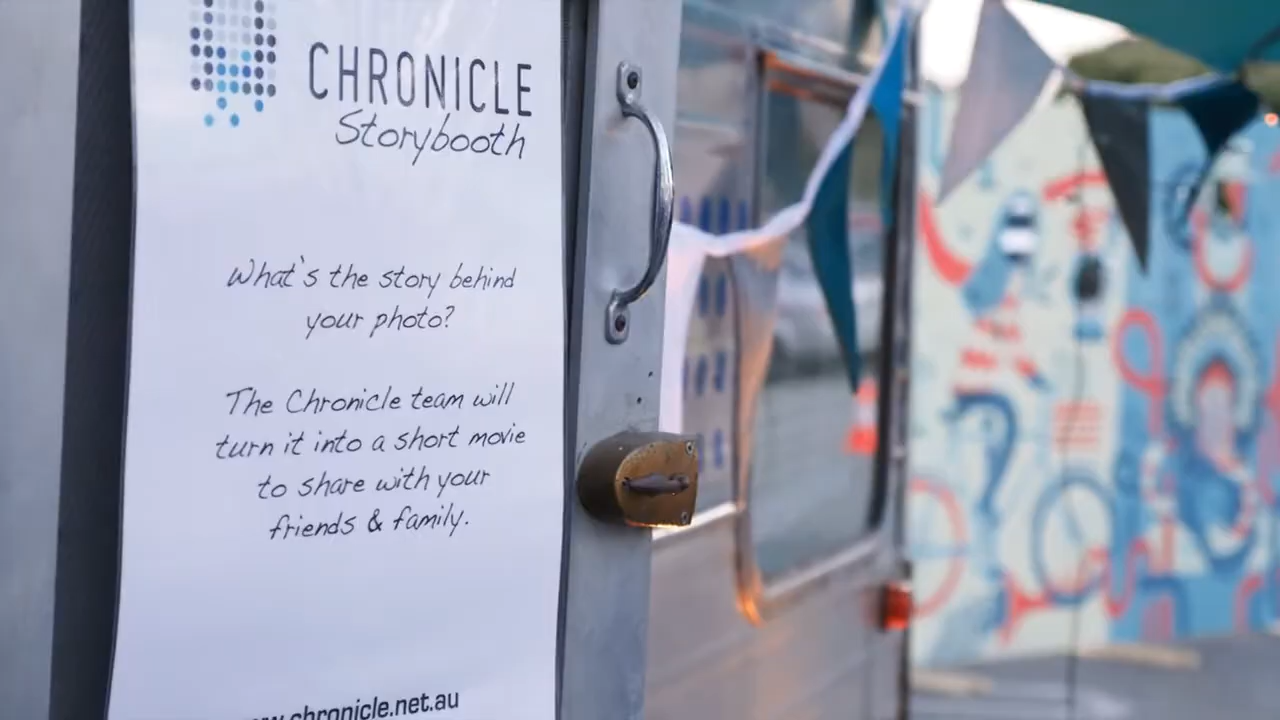 CHRONICLE
Storybooth
What's the story behind
your photo?
The Chronicle team will
turn it into a short movie
to share with your
friends & family.
www.chronicle.net.au